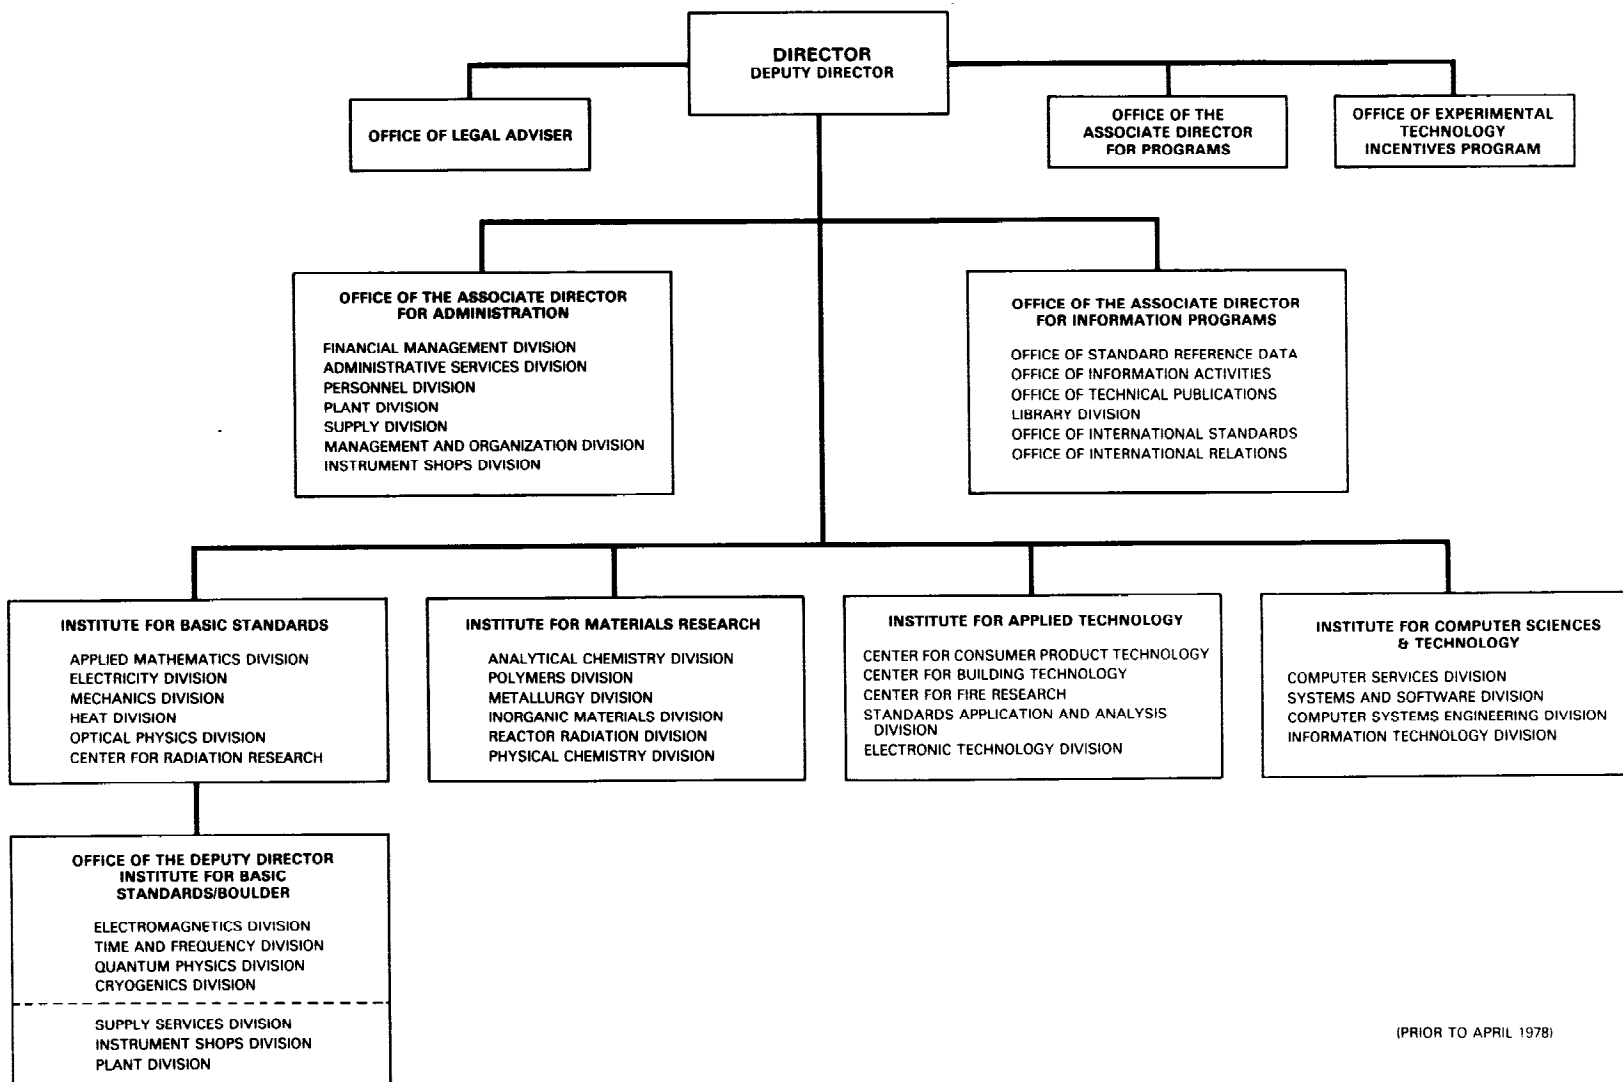 DIRECTOR
DEPUTY DIRECTOR
OFFICE OF LEGAL ADVISER
OFFICE OF THE
ASSOCIATE DIRECTOR
FOR PROGRAMS
OFFICE OF EXPERIMENTAL
TECHNOLOGY
INCENTIVES PROGRAM
OFFICE OF THE ASSOCIATE DIRECTOR
FOR ADMINISTRATION
FINANCIAL MANAGEMENT DIVISION
ADMINISTRATIVE SERVICES DIVISION
PERSONNEL DIVISION
PLANT DIVISION
SUPPLY DIVISION
MANAGEMENT AND ORGANIZATION DIVISION
INSTRUMENT SHOPS DIVISION
OFFICE OF THE ASSOCIATE DIRECTOR
FOR INFORMATION PROGRAMS
OFFICE OF STANDARD REFERENCE DATA
OFFICE OF INFORMATION ACTIVITIES
OFFICE OF TECHNICAL PUBLICATIONS
LIBRARY DIVISION
OFFICE OF INTERNATIONAL STANDARDS
OFFICE OF INTERNATIONAL RELATIONS
INSTITUTE FOR BASIC STANDARDS
APPLIED MATHEMATICS DIVISION
ELECTRICITY DIVISION
MECHANICS DIVISION
HEAT DIVISION
OPTICAL PHYSICS DIVISION
CENTER FOR RADIATION RESEARCH
INSTITUTE FOR MATERIALS RESEARCH
ANALYTICAL CHEMISTRY DIVISION
POLYMERS DIVISION
METALLURGY DIVISION
INORGANIC MATERIALS DIVISION
REACTOR RADIATION DIVISION
PHYSICAL CHEMISTRY DIVISION
INSTITUTE FOR APPLIED TECHNOLOGY
CENTER FOR CONSUMER PRODUCT TECHNOLOGY
CENTER FOR BUILDING TECHNOLOGY
CENTER FOR FIRE RESEARCH
STANDARDS APPLICATION AND ANALYSIS
DIVISION
ELECTRONIC TECHNOLOGY DIVISION
INSTITUTE FOR COMPUTER SCIENCES
& TECHNOLOGY
COMPUTER SERVICES DIVISION
SYSTEMS AND SOFTWARE DIVISION
COMPUTER SYSTEMS ENGINEERING DIVISION
INFORMATION TECHNOLOGY DIVISION
OFFICE OF THE DEPUTY DIRECTOR
INSTITUTE FOR BASIC
STANDARDS/BOULDER
ELECTROMAGNETICS DIVISION
TIME AND FREQUENCY DIVISION
QUANTUM PHYSICS DIVISION
CRYOGENICS DIVISION
SUPPLY SERVICES DIVISION
INSTRUMENT SHOPS DIVISION
PLANT DIVISION
(PRIOR TO APRIL 1978)